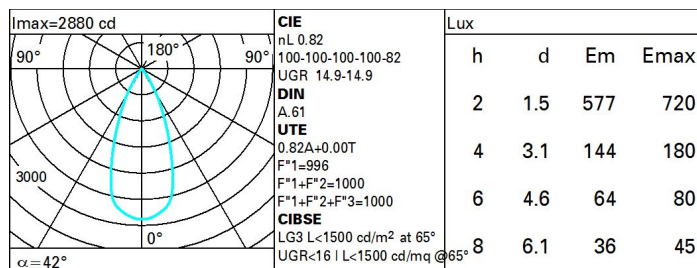 Imax=2880 cd
90° 180° 90°
3000
0°
α=42°
CIE
nL 0.82
100-100-100-100-82
UGR 14.9-14.9
DIN
A.61
UTE
0.82A+0.00T
F"1=996
F"1+F"2=1000
F"1+F"2+F"3=1000
CIBSE
LG3 L<1500 cd/m² at 65°
UGR<16 | L<1500 cd/mq @65°
Lux
h d Em Emax
2 1.5 577 720
4 3.1 144 180
6 4.6 64 80
8 6.1 36 45